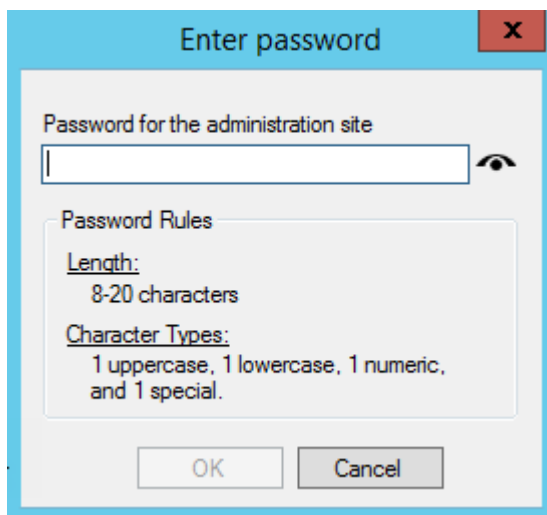 Enter password
x
Password for the administration site
Password Rules
Length:
8-20 characters
Character Types:
1 uppercase, 1 lowercase, 1 numeric,
and 1 special.
OK
Cancel